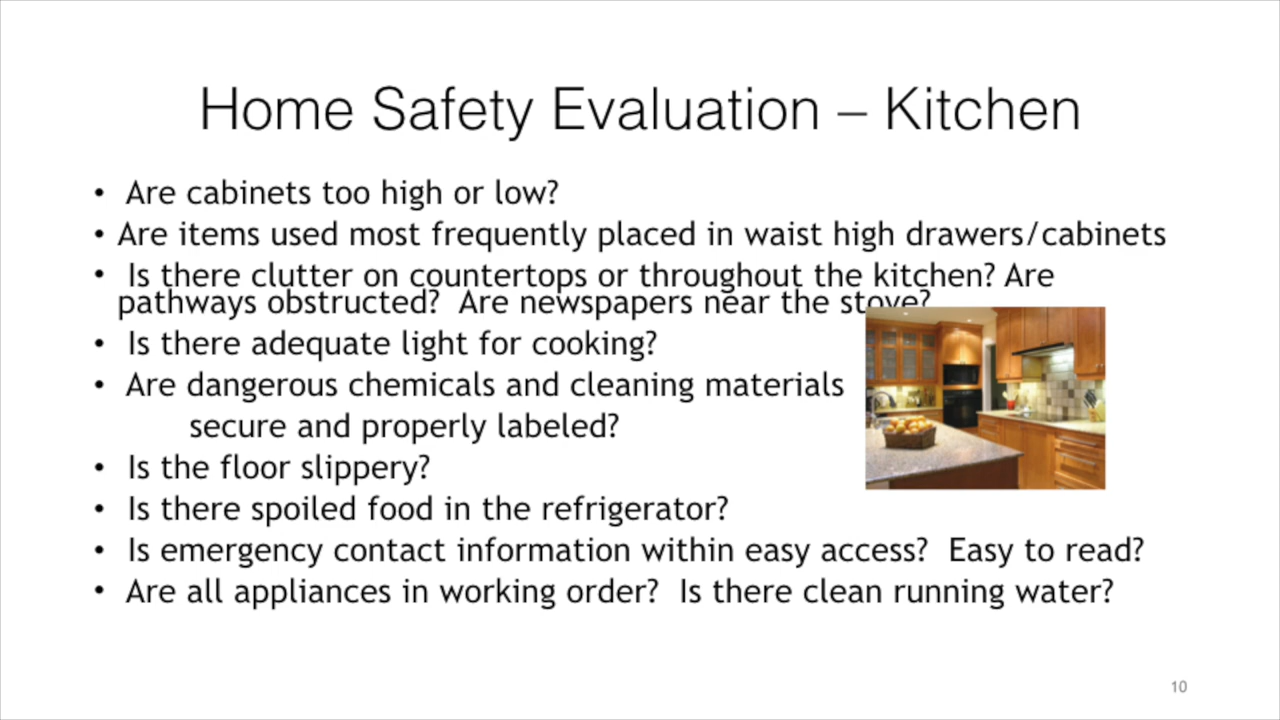 Home Safety Evaluation – Kitchen
• Are cabinets too high or low?
• Are items used most frequently placed in waist high drawers/cabinets
• Is there clutter on countertops or throughout the kitchen? Are
pathways obstructed? Are newspapers near the stove?
• Is there adequate light for cooking?
• Are dangerous chemicals and cleaning materials
secure and properly labeled?
• Is the floor slippery?
• Is there spoiled food in the refrigerator?
• Is emergency contact information within easy access? Easy to read?
• Are all appliances in working order? Is there clean running water?
10